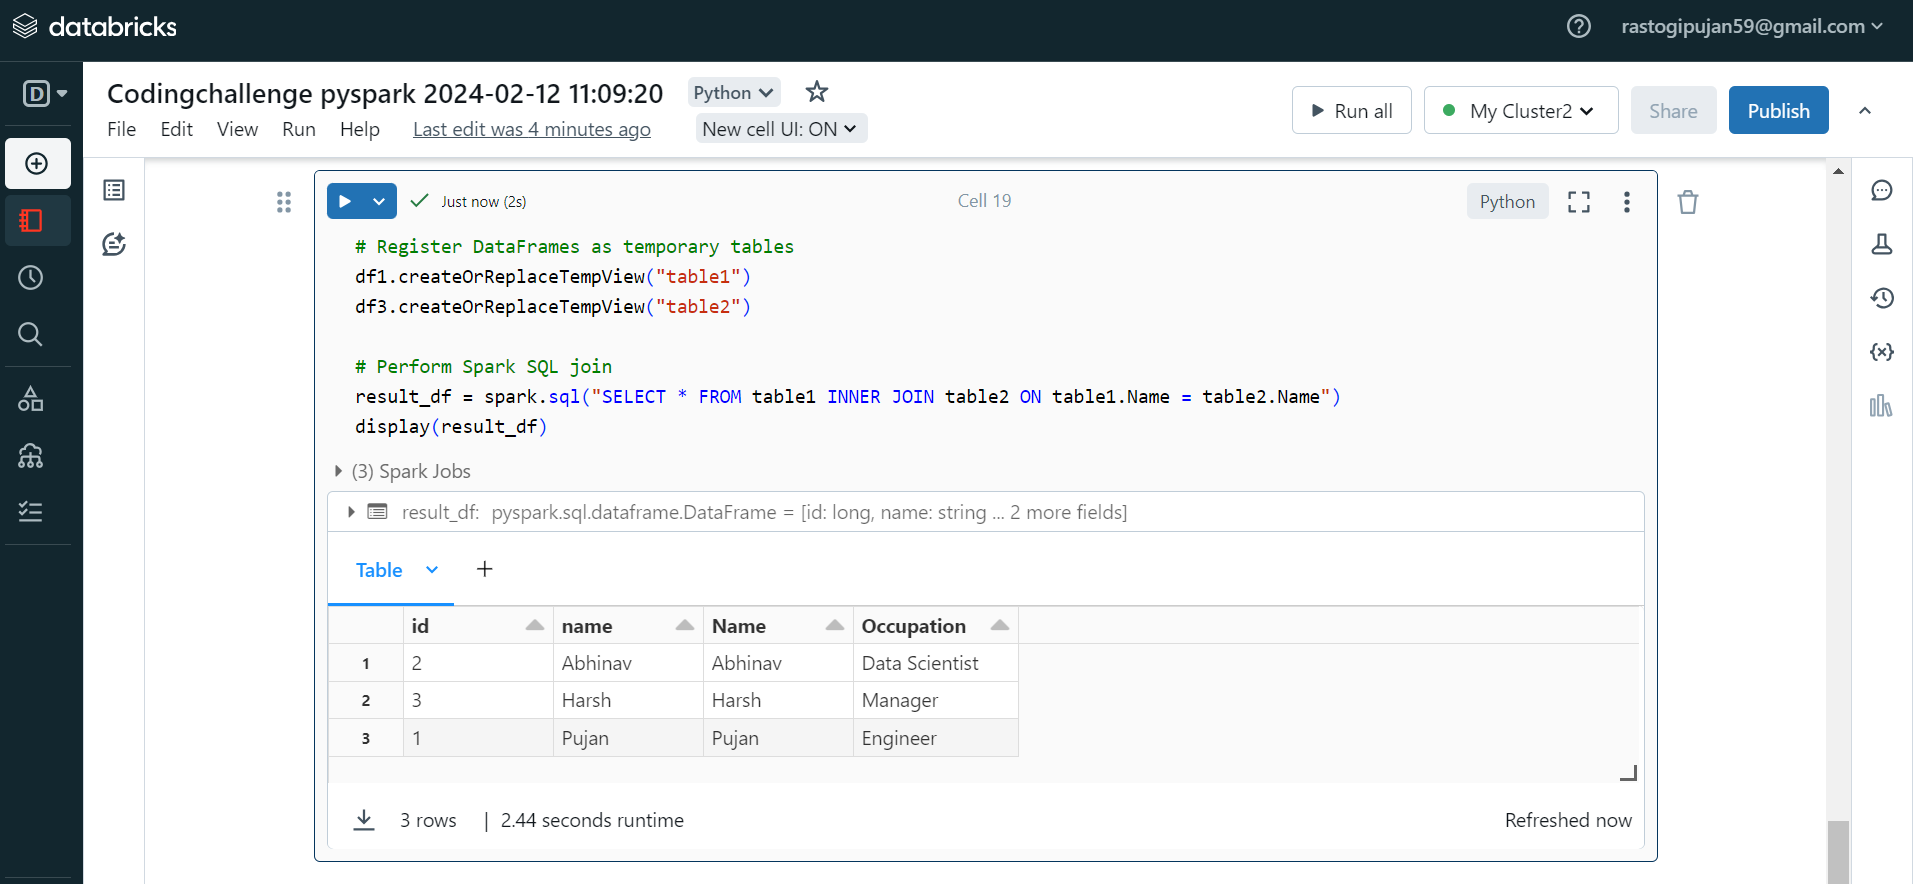 databricks
rastogipujan59@gmail.com
D
Codingchallenge pyspark 2024-02-12 11:09:20
Python
File Edit View Run Help Last edit was 4 minutes ago
New cell UI: ON
Run all
My Cluster2
Share
Publish
Just now (2s)
Cell 19
Python
# Register DataFrames as temporary tables
df1.createOrReplaceTempView("table1")
df3.createOrReplaceTempView("table2")
# Perform Spark SQL join
result_df = spark.sql("SELECT * FROM table1 INNER JOIN table2 ON table1.Name = table2.Name")
display(result_df)
(3) Spark Jobs
result_df: pyspark.sql.dataframe.DataFrame = [id: long, name: string ... 2 more fields]
Table +
id name Name Occupation
1 2 Abhinav Abhinav Data Scientist
2 3 Harsh Harsh Manager
3 1 Pujan Pujan Engineer
3 rows | 2.44 seconds runtime
Refreshed now